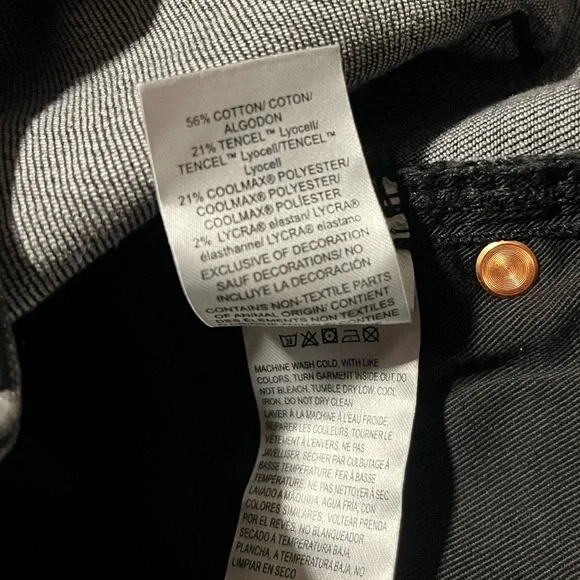 56% COTTON/ COTON/
ALGODON
21% TENCEL™ Lyocell/
TENCEL™ Lyocell/TENCEL™
Lyocell
21% COOLMAX® POLYESTER/
COOLMAX® POLYESTER/
COOLMAX® POLÍESTER
2% LYCRA® elastan/ LYCRA®
élasthanne/ LYCRA® elastano
EXCLUSIVE OF DECORATION
SAUF DECORATIONS/ NO
INCLUYE LA DECORACIÓN
CONTAINS NON-TEXTILE PARTS
OF ANIMAL ORIGIN/ CONTIENT
DES ÉLÉMENTS NON TEXTILES
MACHINE WASH COLD, WITH LIKE
COLORS, TURN GARMENT INSIDE OUT, DO
NOT BLEACH, TUMBLE DRY LOW, COOL
IRON, DO NOT DRY CLEAN
LAVER À LA MACHINE À L'EAU FROIDE,
SÉPARER LES COULEURS, TOURNER LE
VÊTEMENT À L'ENVERS, NE PAS
JAVELLISER, SÉCHER PAR CULBUTAGE À
BASSE TEMPÉRATURE, FER À BASSE
TEMPÉRATURE, NE PAS NETTOYER À SEC
LAVADO A MAQUINA, AGUA FRIA, CON
COLORES SIMILARES, VOLTEAR PRENDA
POR EL REVES, NO BLANQUEADOR
SECADO A TEMPERATURA BAJA,
PLANCHA, A TEMPERATURA BAJA, NO
LIMPIO EN SECO